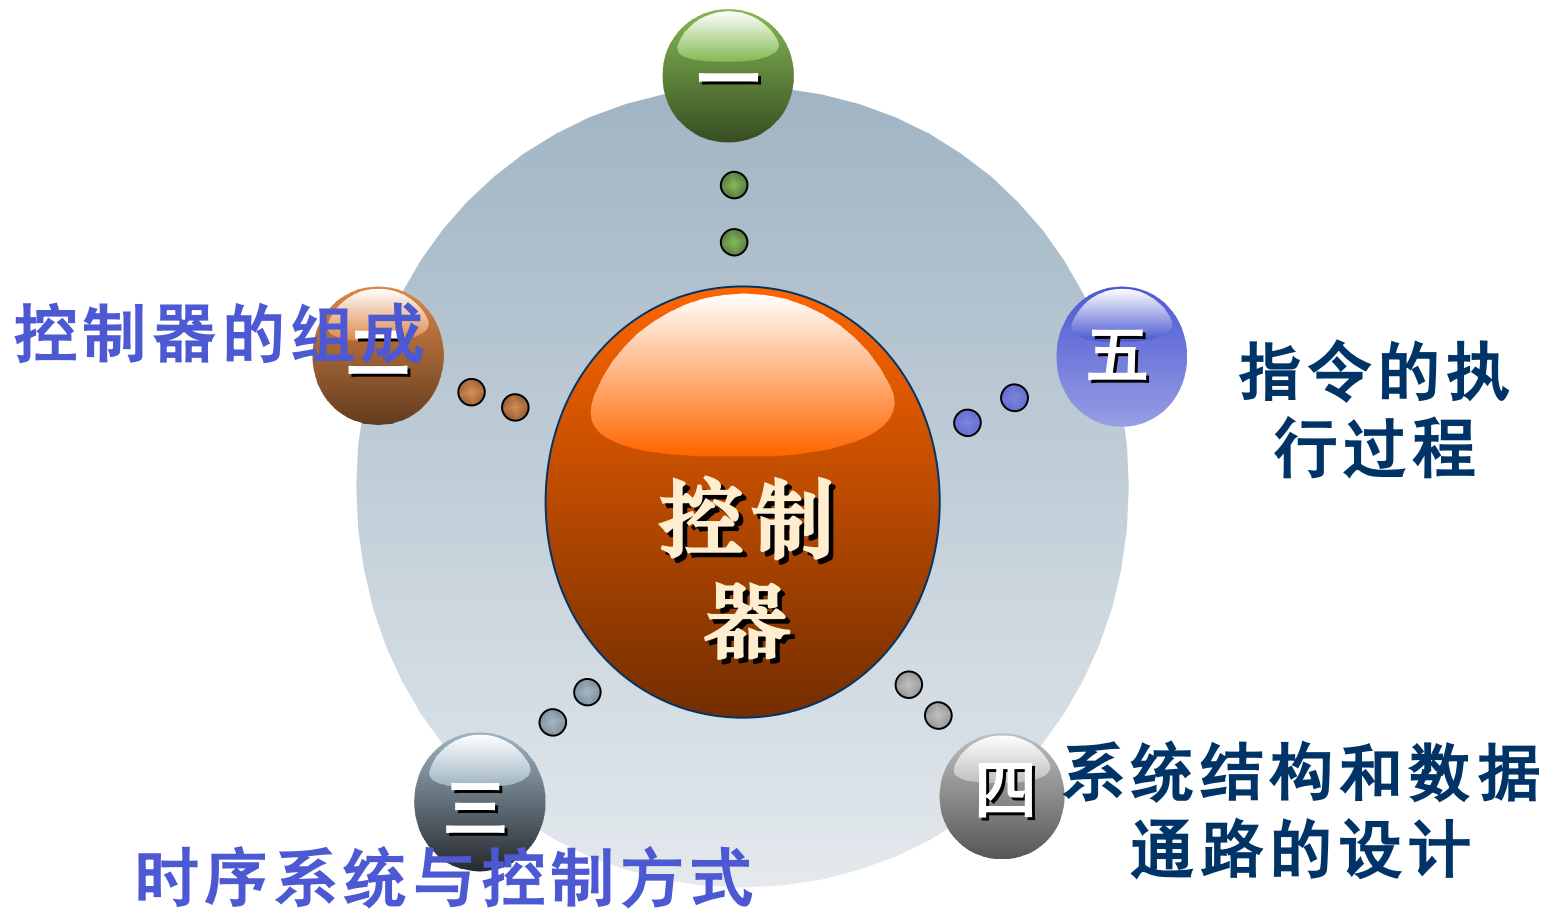 一
控制器的组成
二
五
指令的执
行过程
控制
器
三
时序系统与控制方式
四
系统结构和数据
通路的设计